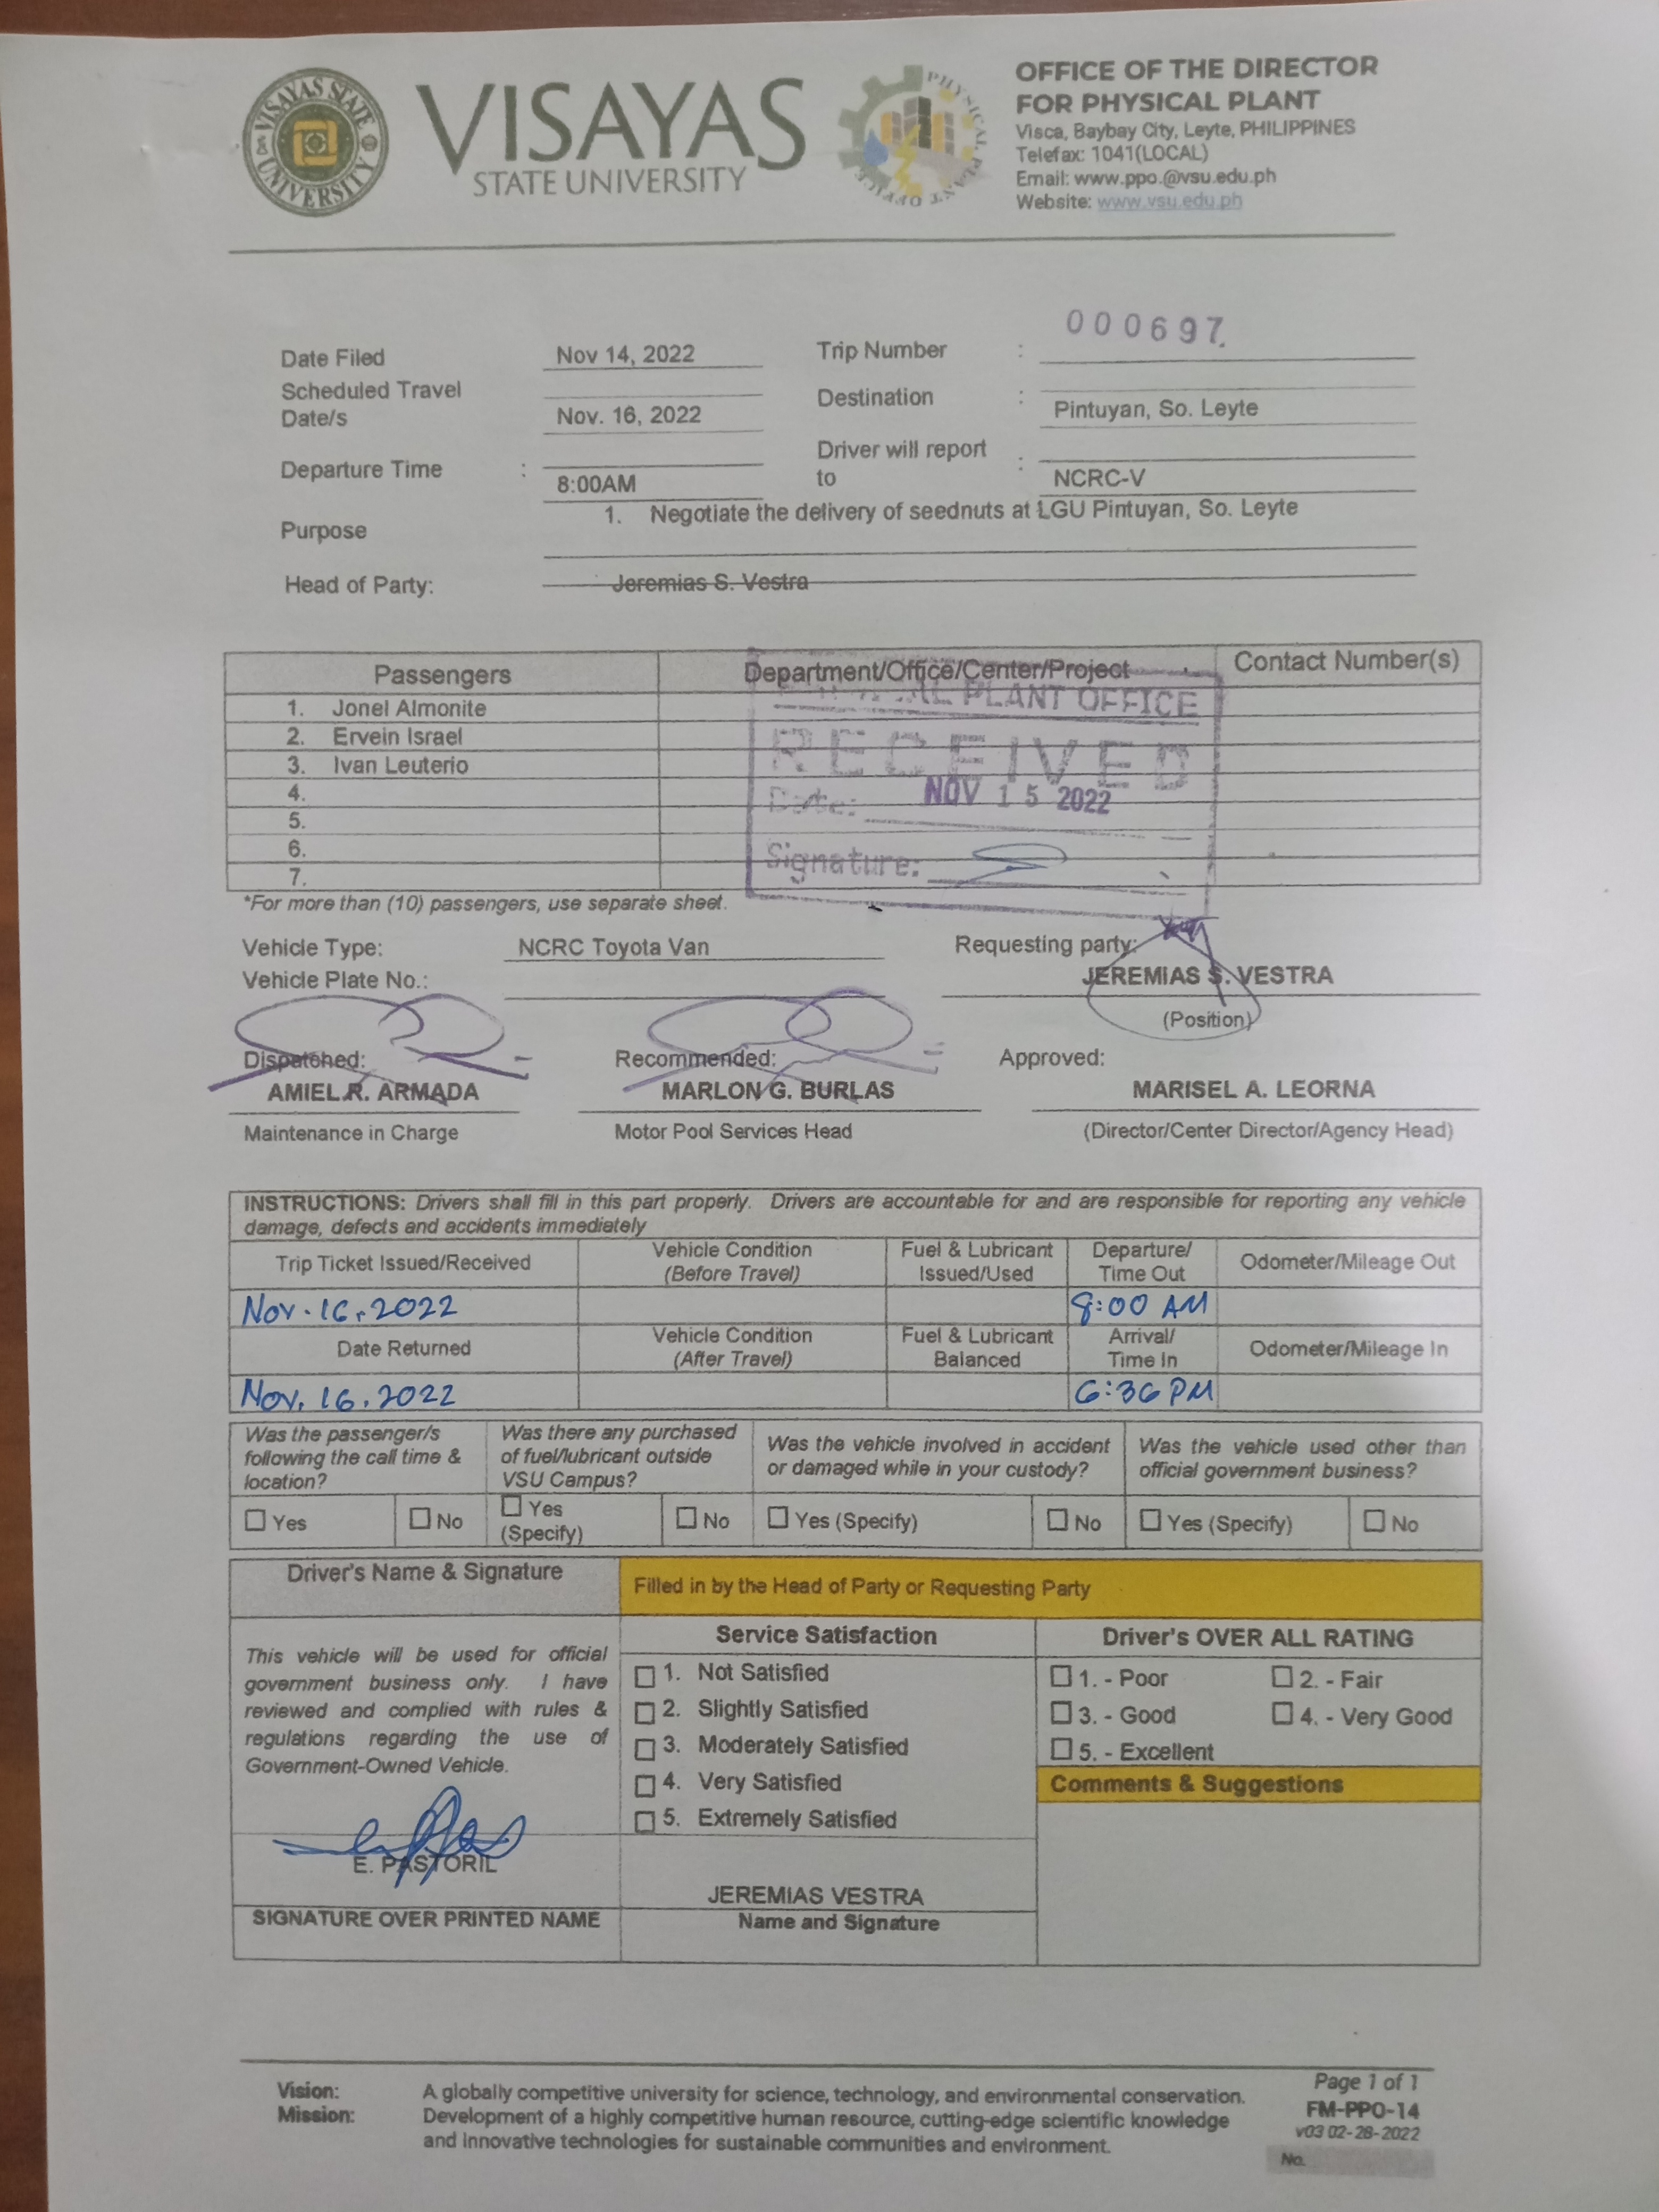 VISAYAS STATE UNIVERSITY
VISAYAS
STATE UNIVERSITY
PHYSICAL PLANT OFFICE
OFFICE OF THE DIRECTOR
FOR PHYSICAL PLANT
Visca, Baybay City, Leyte, PHILIPPINES
Telefax: 1041(LOCAL)
Email: www.ppo.@vsu.edu.ph
Website: www.vsu.edu.ph
000697
Date Filed Nov 14, 2022 Trip Number :
Scheduled Travel
Date/s Nov. 16, 2022 Destination : Pintuyan, So. Leyte
Departure Time : 8:00AM Driver will report
to : NCRC-V
Purpose 1. Negotiate the delivery of seednuts at LGU Pintuyan, So. Leyte
Head of Party: Jeremias S. Vestra
Passengers Department/Office/Center/Project Contact Number(s)
1. Jonel Almonite
2. Ervein Israel
3. Ivan Leuterio
4.
5.
6.
7.
PLANT OFFICE
RECEIVED
Date: NOV 15 2022
Signature:
*For more than (10) passengers, use separate sheet.
Vehicle Type: NCRC Toyota Van Requesting party:
Vehicle Plate No.: JEREMIAS S. VESTRA
(Position)
Dispatched: Recommended: Approved:
AMIEL R. ARMADA MARLON G. BURLAS MARISEL A. LEORNA
Maintenance in Charge Motor Pool Services Head (Director/Center Director/Agency Head)
INSTRUCTIONS: Drivers shall fill in this part properly. Drivers are accountable for and are responsible for reporting any vehicle
damage, defects and accidents immediately
Trip Ticket Issued/Received Vehicle Condition
(Before Travel) Fuel & Lubricant
Issued/Used Departure/
Time Out Odometer/Mileage Out
Nov. 16, 2022 8:00 AM
Date Returned Vehicle Condition
(After Travel) Fuel & Lubricant
Balanced Arrival/
Time In Odometer/Mileage In
Nov. 16, 2022 6:36 PM
Was the passenger/s
following the call time &
location?
Was there any purchased
of fuel/lubricant outside
VSU Campus?
Was the vehicle involved in accident
or damaged while in your custody?
Was the vehicle used other than
official government business?
☐ Yes ☐ No ☐ Yes
(Specify) ☐ No ☐ Yes (Specify) ☐ No ☐ Yes (Specify) ☐ No
Driver's Name & Signature Filled in by the Head of Party or Requesting Party
This vehicle will be used for official
government business only. I have
reviewed and complied with rules &
regulations regarding the use of
Government-Owned Vehicle.
E. PASTORIL
SIGNATURE OVER PRINTED NAME
Service Satisfaction
☐ 1. Not Satisfied
☐ 2. Slightly Satisfied
☐ 3. Moderately Satisfied
☐ 4. Very Satisfied
☐ 5. Extremely Satisfied
JEREMIAS VESTRA
Name and Signature
Driver's OVER ALL RATING
☐ 1. - Poor ☐ 2. - Fair
☐ 3. - Good ☐ 4. - Very Good
☐ 5. - Excellent
Comments & Suggestions
Vision: A globally competitive university for science, technology, and environmental conservation.
Mission: Development of a highly competitive human resource, cutting-edge scientific knowledge
and innovative technologies for sustainable communities and environment.
Page 1 of 1
FM-PPO-14
v03 02-28-2022
No.